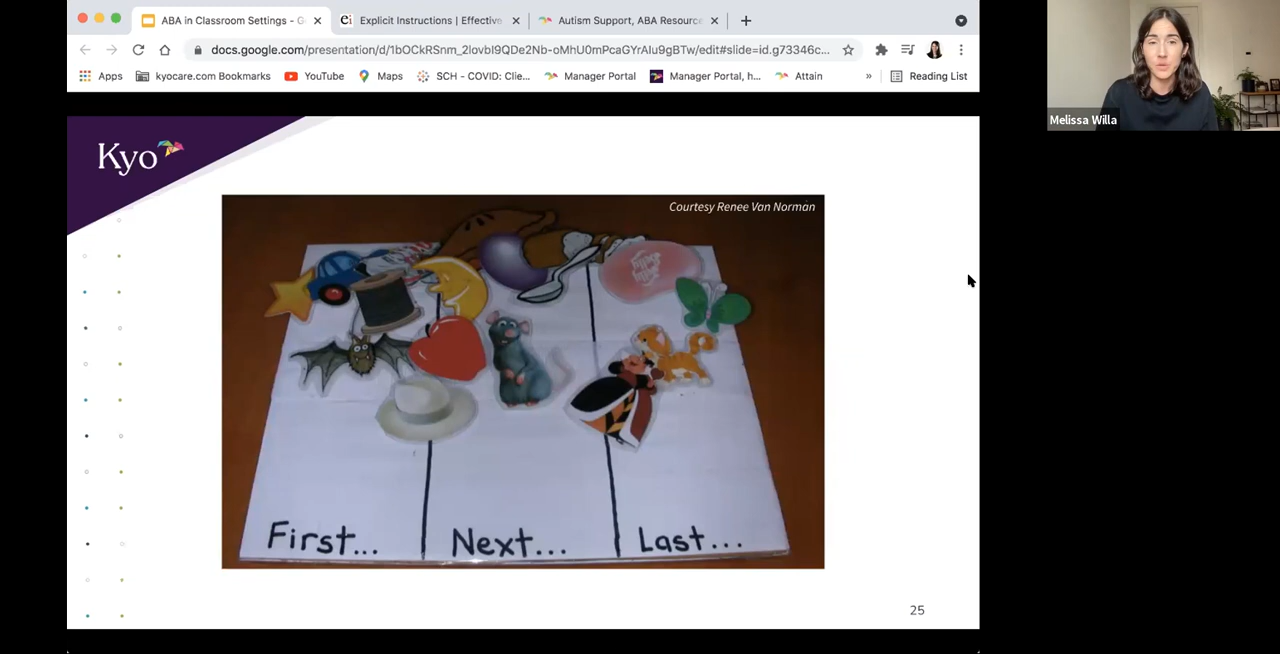 ABA in Classroom Settings - G
Explicit Instructions | Effective
Autism Support, ABA Resource
docs.google.com/presentation/d/1bOCkRSnm_2lovbI9QDe2Nb-oMhU0mPcaGYrAIu9gBTw/edit#slide=id.g73346c...
Apps
kyocare.com Bookmarks
YouTube
Maps
SCH - COVID: Clie...
Manager Portal
Manager Portal, h...
Attain
»
Reading List
Melissa Willa
Kyo
Courtesy Renee Van Norman
First...
Next...
Last...
25